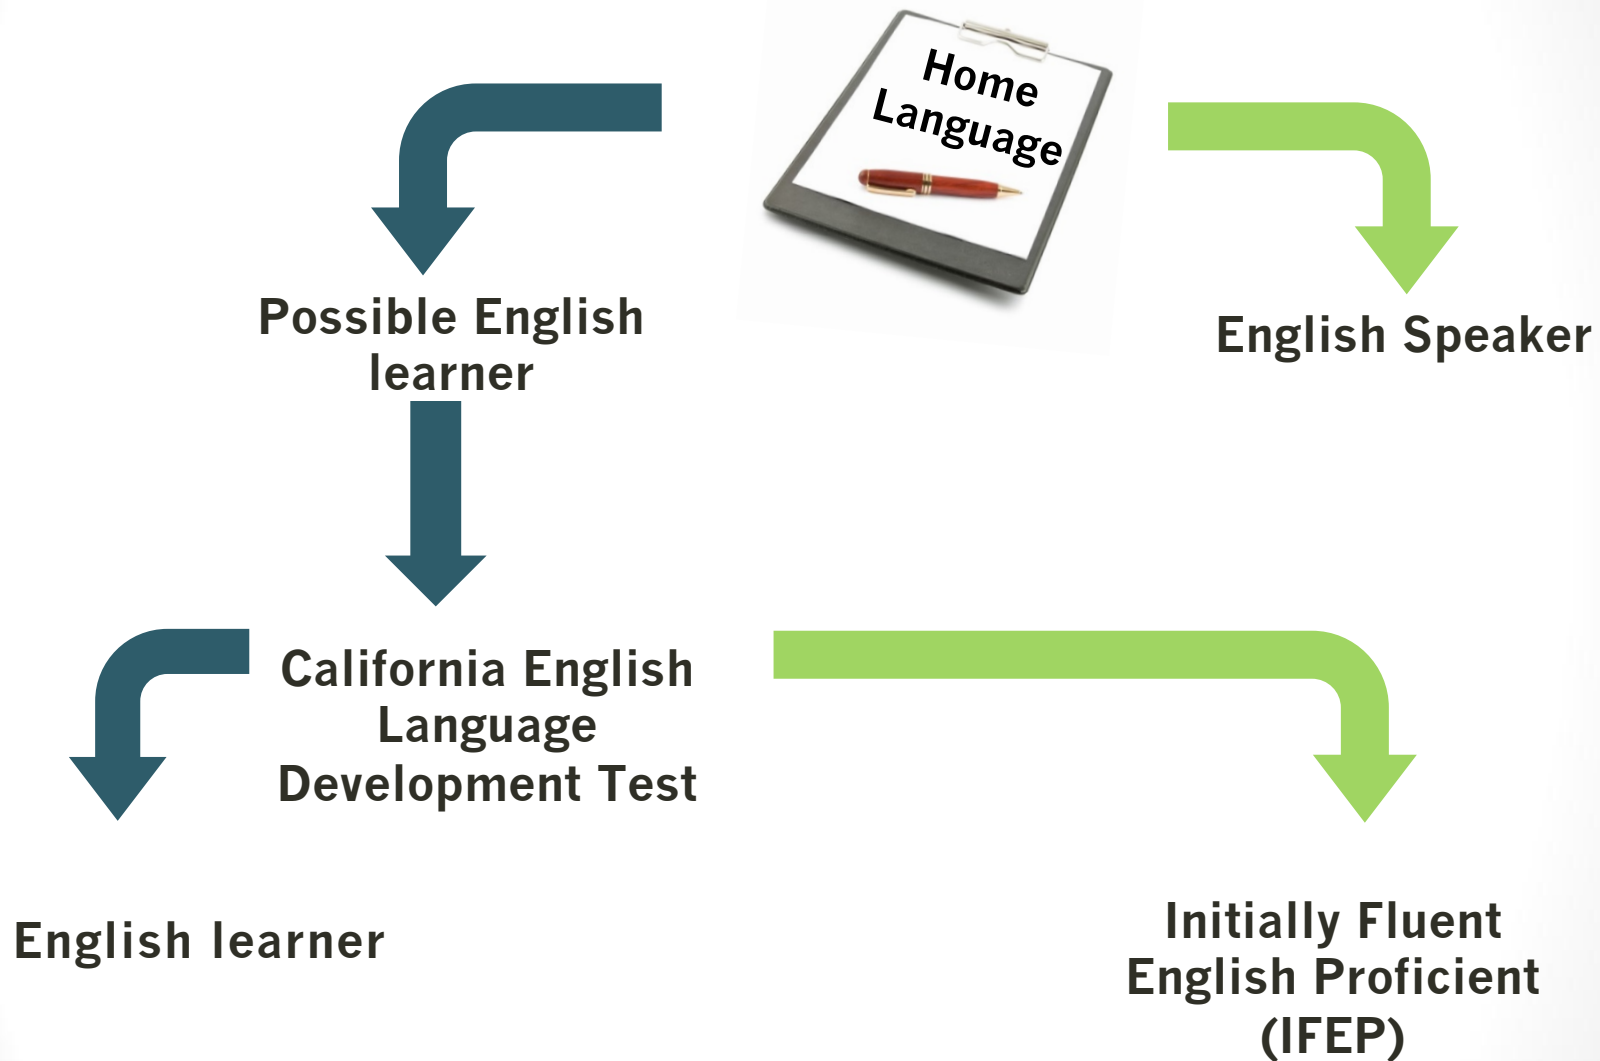 Home
Language
Possible English
learner
English Speaker
California English
Language
Development Test
English learner
Initially Fluent
English Proficient
(IFEP)